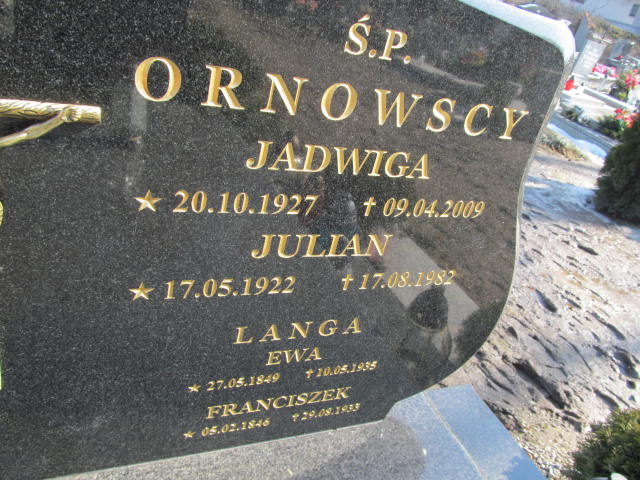 Ś.P.
ORNOWSCY
JADWIGA
★ 20.10.1927 † 09.04.2009
JULIAN
★ 17.05.1922 † 17.08.1982
LANGA
EWA
★ 27.05.1849 † 10.05.1935
FRANCISZEK
★ 05.02.1846 † 29.08.1933